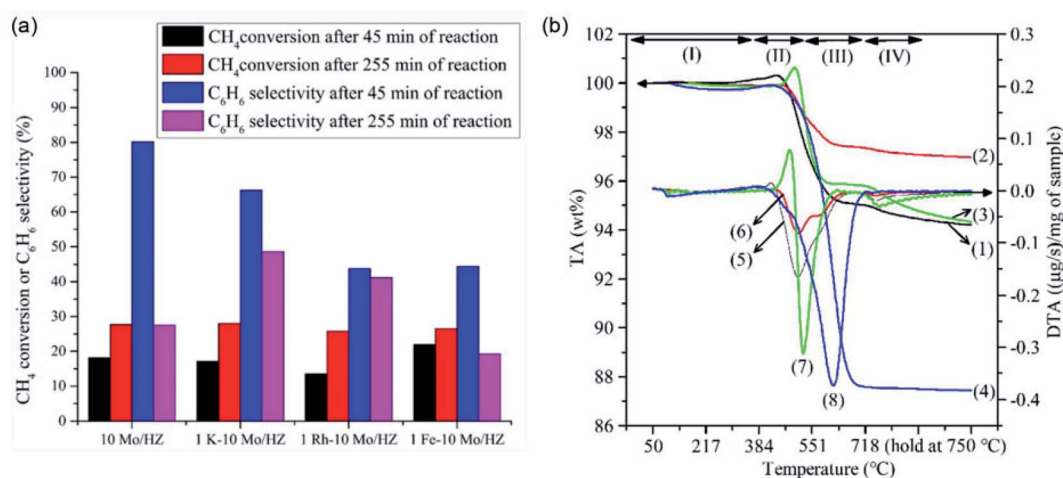 (a)
CH4 conversion after 45 min of reaction
CH4 conversion after 255 min of reaction
C6H6 selectivity after 45 min of reaction
C6H6 selectivity after 255 min of reaction
CH4 conversion or C6H6 selectivity (%)
100
90
80
70
60
50
40
30
20
10
0
10 Mo/HZ
1 K-10 Mo/HZ
1 Rh-10 Mo/HZ
1 Fe-10 Mo/HZ
(b)
TA (wt%)
102
100
98
96
94
92
90
88
86
(I)
(II)
(III)
(IV)
(2)
(3)
(1)
(6)
(5)
(7)
(8)
(4)
0.3
0.2
0.1
0.0
-0.1
-0.2
-0.3
-0.4
DTA ((µg/s)/mg of sample)
50
217
384
551
718 (hold at 750 °C)
Temperature (°C)